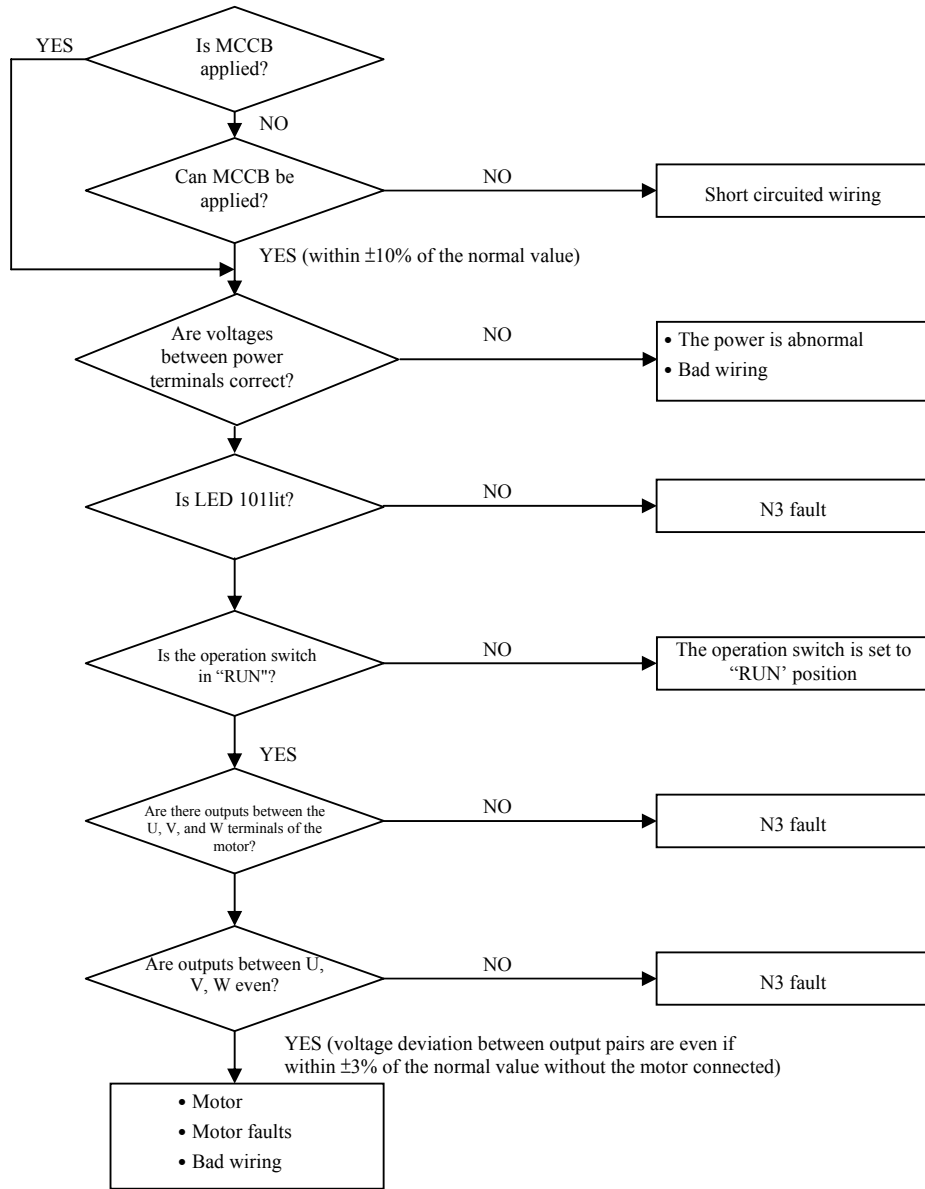 YES
Is MCCB
applied?
NO
Can MCCB be
applied?
NO
Short circuited wiring
YES (within ±10% of the normal value)
Are voltages
between power
terminals correct?
NO
• The power is abnormal
• Bad wiring
Is LED 101lit?
NO
N3 fault
Is the operation switch
in “RUN"?
NO
The operation switch is set to
“RUN’ position
YES
Are there outputs between the
U, V, and W terminals of the
motor?
NO
N3 fault
Are outputs between U,
V, W even?
NO
N3 fault
YES (voltage deviation between output pairs are even if
within ±3% of the normal value without the motor connected)
• Motor
• Motor faults
• Bad wiring